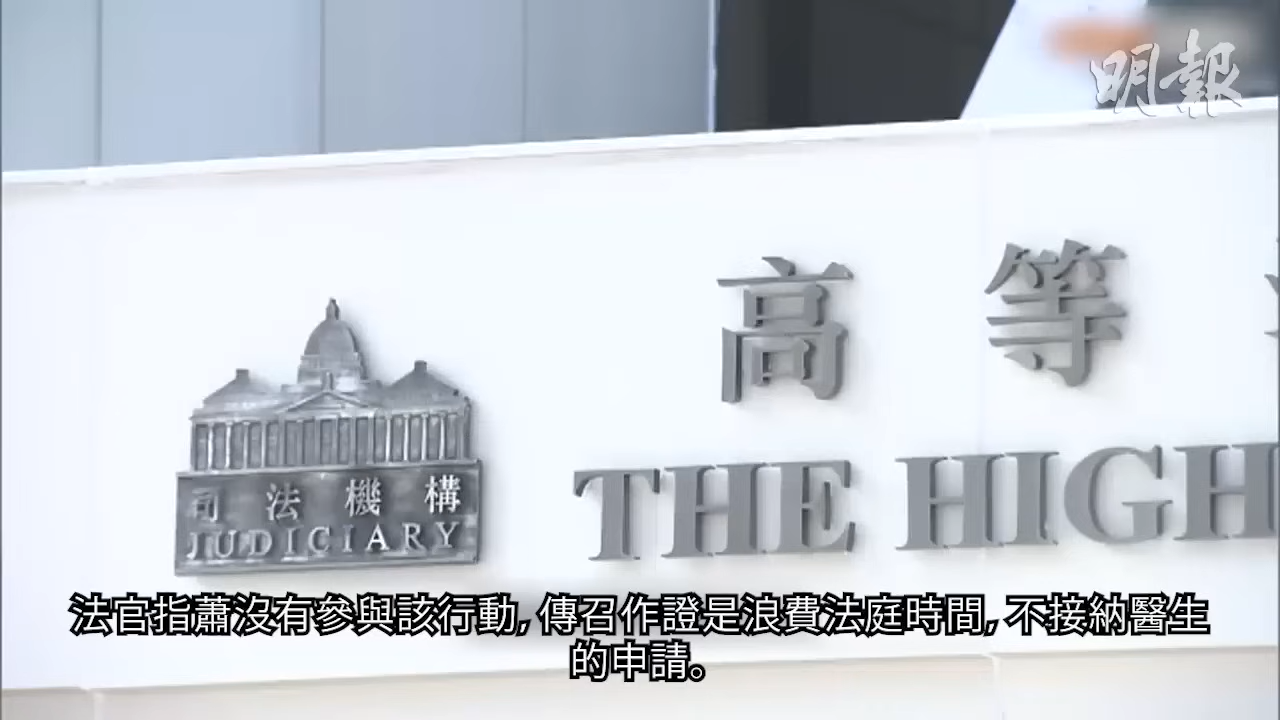 明報
高等
司法機構
JUDICIARY
THE HIGH
法官指蕭沒有參與該行動, 傳召作證是浪費法庭時間, 不接納醫生
的申請。